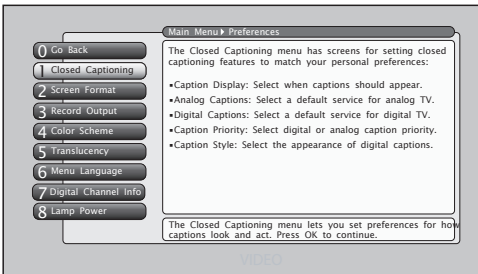 Main Menu Preferences
0 Go Back
1 Closed Captioning
2 Screen Format
3 Record Output
4 Color Scheme
5 Translucency
6 Menu Language
7 Digital Channel Info
8 Lamp Power
The Closed Captioning menu has screens for setting closed
captioning features to match your personal preferences:
▪Caption Display: Select when captions should appear.
▪Analog Captions: Select a default service for analog TV.
▪Digital Captions: Select a default service for digital TV.
▪Caption Priority: Select digital or analog caption priority.
▪Caption Style: Select the appearance of digital captions.
The Closed Captioning menu lets you set preferences for how
captions look and act. Press OK to continue.
VIDEO